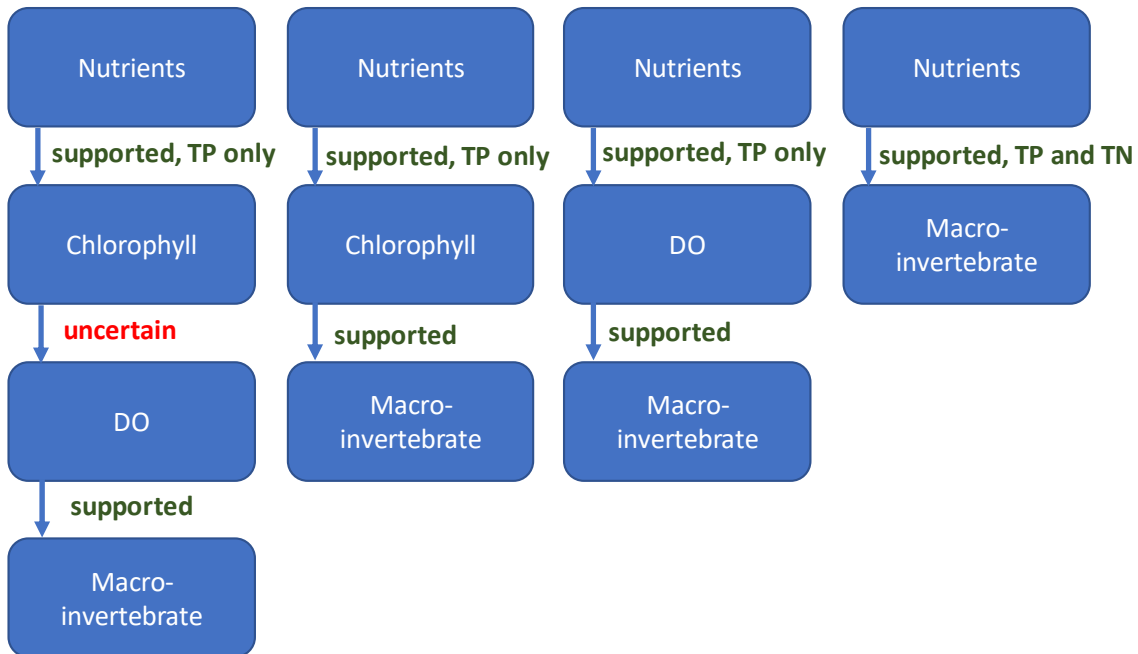 Nutrients
supported, TP only
Chlorophyll
uncertain
DO
supported
Macro-
invertebrate
Nutrients
supported, TP only
Chlorophyll
supported
Macro-
invertebrate
Nutrients
supported, TP only
DO
supported
Macro-
invertebrate
Nutrients
supported, TP and TN
Macro-
invertebrate